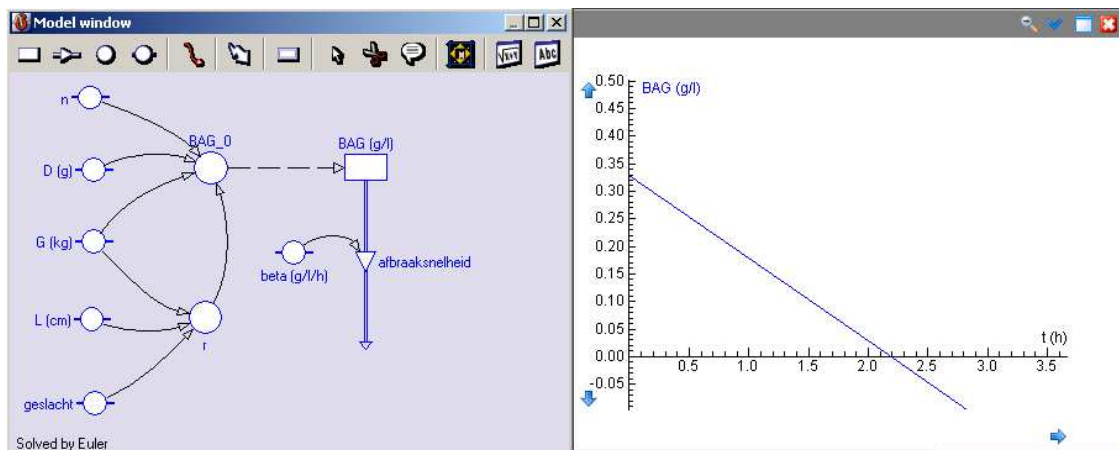 Model window
√x+y
Abc
n
BAG_0
BAG (g/l)
D (g)
G (kg)
beta (g/l/h)
afbraaksnelheid
L (cm)
r
geslacht
Solved by Euler
0.50
BAG (g/l)
0.45
0.40
0.35
0.30
0.25
0.20
0.15
0.10
0.05
t (h)
0.00
0.5 1.0 1.5 2.0 2.5 3.0 3.5
-0.05